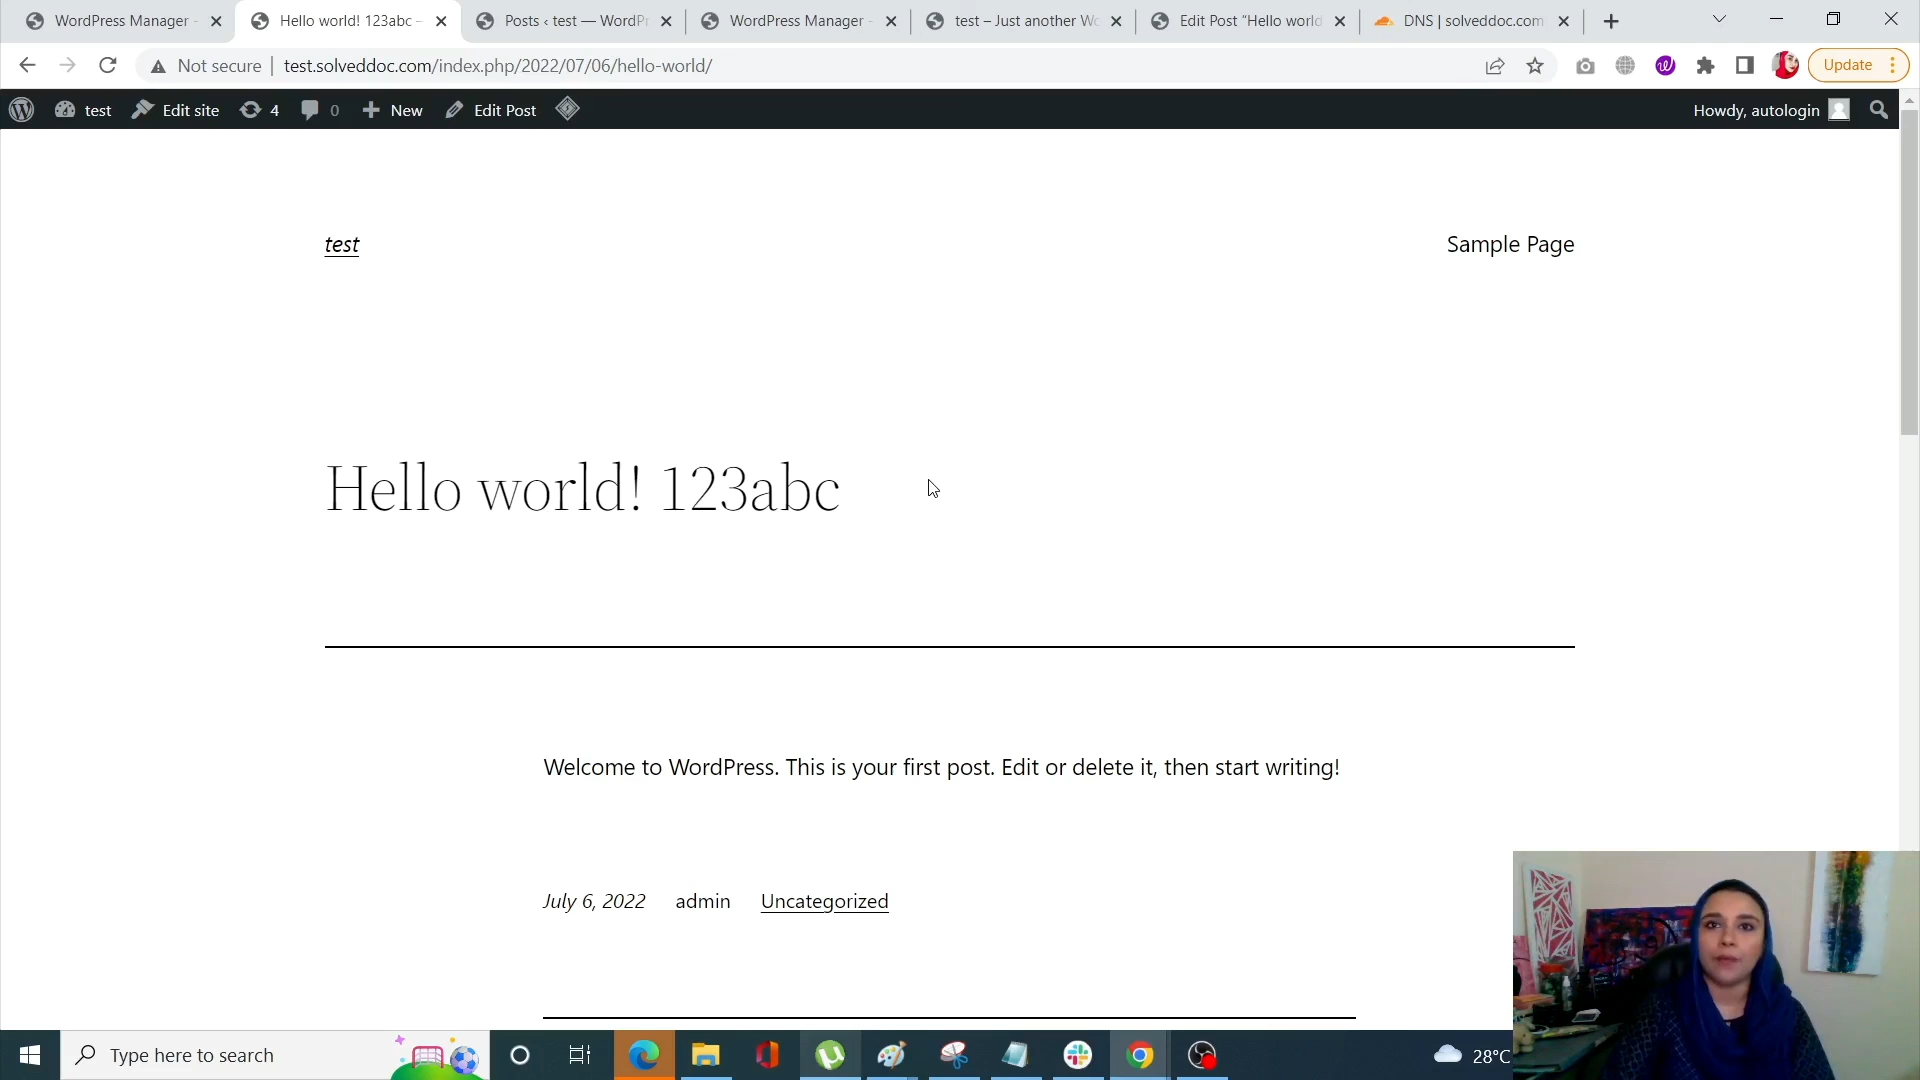 WordPress Manager -
Hello world! 123abc –
Posts ‹ test — WordPr
WordPress Manager -
test – Just another Wo
Edit Post "Hello world
DNS | solveddoc.com
Not secure
test.solveddoc.com/index.php/2022/07/06/hello-world/
Update
test
Edit site
4
0
New
Edit Post
Howdy, autologin
test
Sample Page
Hello world! 123abc
Welcome to WordPress. This is your first post. Edit or delete it, then start writing!
July 6, 2022
admin
Uncategorized
Type here to search
28°C